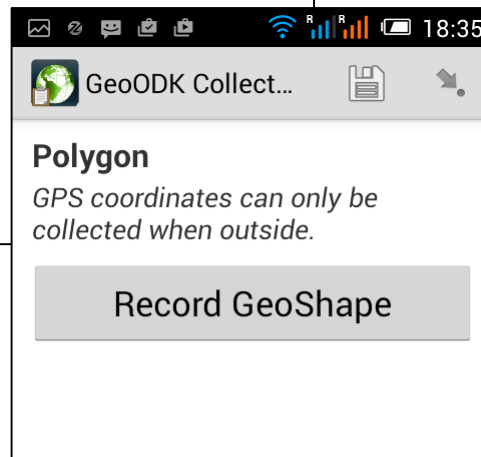 R R 18:35
GeoODK Collect...
Polygon
GPS coordinates can only be
collected when outside.
Record GeoShape